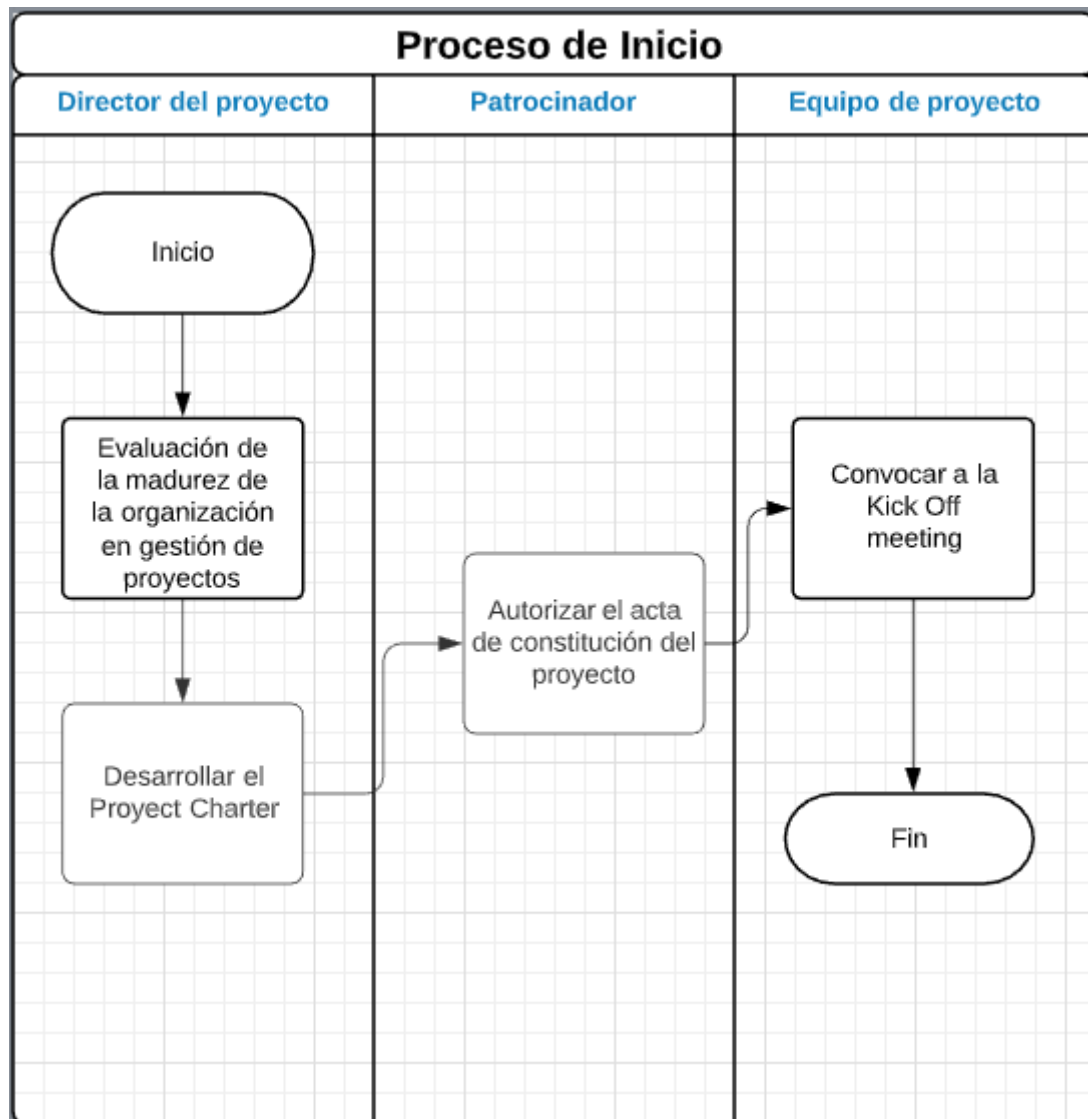 Proceso de Inicio
Director del proyecto
Patrocinador
Equipo de proyecto
Inicio
Evaluación de
la madurez de
la organización
en gestión de
proyectos
Desarrollar el
Proyect Charter
Autorizar el acta
de constitución del
proyecto
Convocar a la
Kick Off
meeting
Fin